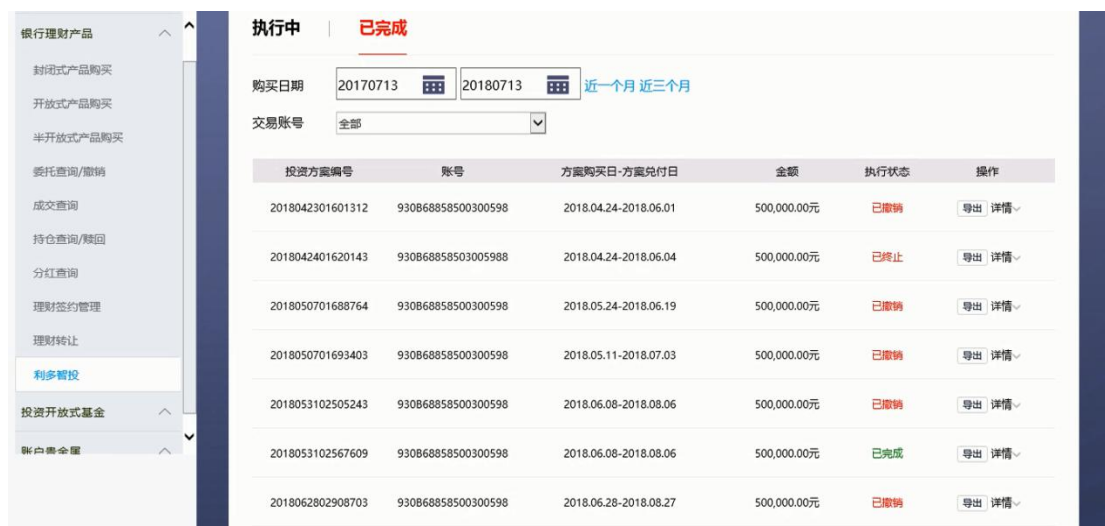 银行理财产品
封闭式产品购买
开放式产品购买
半开放式产品购买
委托查询/撤销
成交查询
持仓查询/赎回
分红查询
理财签约管理
理财转让
利多智投
投资开放式基金
账户贵金属
执行中 已完成
购买日期 20170713 20180713 近一个月 近三个月
交易账号 全部
投资方案编号 账号 方案购买日-方案兑付日 金额 执行状态 操作
2018042301601312 930B68858500300598 2018.04.24-2018.06.01 500,000.00元 已撤销 导出 详情
2018042401620143 930B68858503005988 2018.04.24-2018.06.04 500,000.00元 已终止 导出 详情
2018050701688764 930B68858500300598 2018.05.24-2018.06.19 500,000.00元 已撤销 导出 详情
2018050701693403 930B68858500300598 2018.05.11-2018.07.03 500,000.00元 已撤销 导出 详情
2018053102505243 930B68858500300598 2018.06.08-2018.08.06 500,000.00元 已撤销 导出 详情
2018053102567609 930B68858500300598 2018.06.08-2018.08.06 500,000.00元 已完成 导出 详情
2018062802908703 930B68858500300598 2018.06.28-2018.08.27 500,000.00元 已撤销 导出 详情